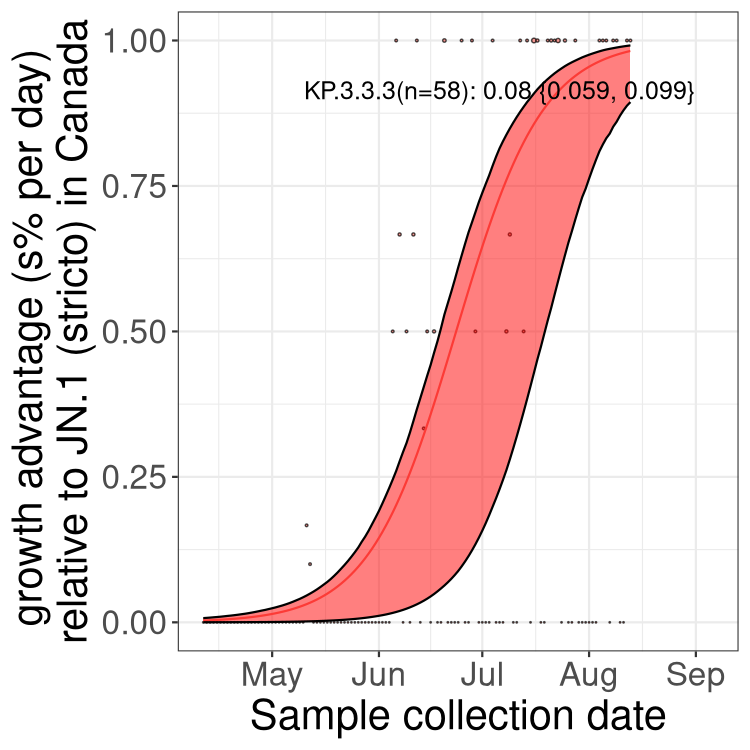 growth advantage (s% per day)
relative to JN.1 (stricto) in Canada
1.00
0.75
0.50
0.25
0.00
KP.3.3.3(n=58): 0.08 {0.059, 0.099}
May Jun Jul Aug Sep
Sample collection date